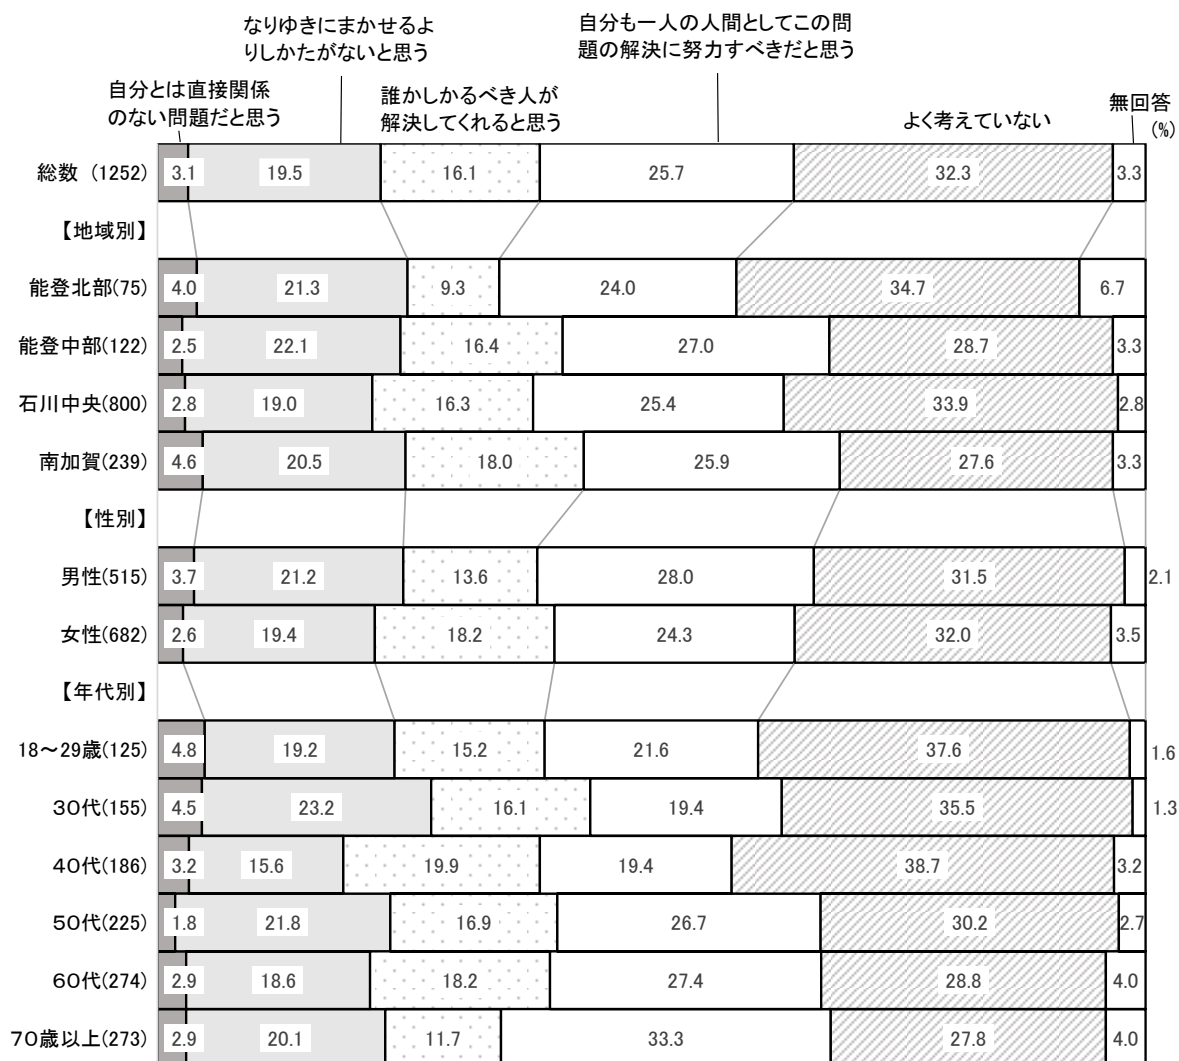 なりゆきにまかせるよ
りしかたがないと思う
自分も一人の人間としてこの問
題の解決に努力すべきだと思う
自分とは直接関係
のない問題だと思う
誰かしかるべき人が
解決してくれると思う
よく考えていない
無回答
(%)
総数 (1252) 3.1 19.5 16.1 25.7 32.3 3.3
【地域別】
能登北部(75) 4.0 21.3 9.3 24.0 34.7 6.7
能登中部(122) 2.5 22.1 16.4 27.0 28.7 3.3
石川中央(800) 2.8 19.0 16.3 25.4 33.9 2.8
南加賀(239) 4.6 20.5 18.0 25.9 27.6 3.3
【性別】
男性(515) 3.7 21.2 13.6 28.0 31.5 2.1
女性(682) 2.6 19.4 18.2 24.3 32.0 3.5
【年代別】
18～29歳(125) 4.8 19.2 15.2 21.6 37.6 1.6
30代(155) 4.5 23.2 16.1 19.4 35.5 1.3
40代(186) 3.2 15.6 19.9 19.4 38.7 3.2
50代(225) 1.8 21.8 16.9 26.7 30.2 2.7
60代(274) 2.9 18.6 18.2 27.4 28.8 4.0
70歳以上(273) 2.9 20.1 11.7 33.3 27.8 4.0